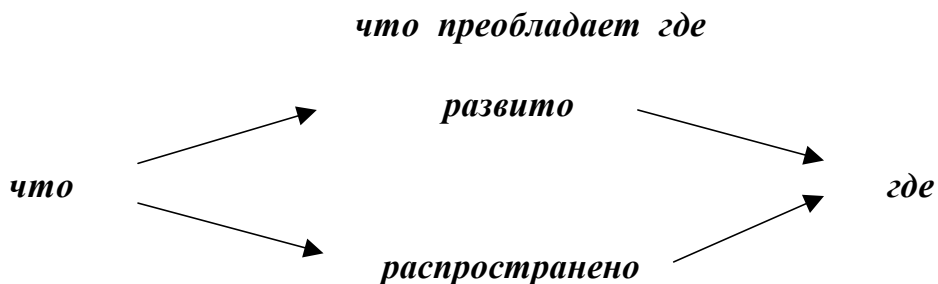 что преобладает где
развито
что где
распространено